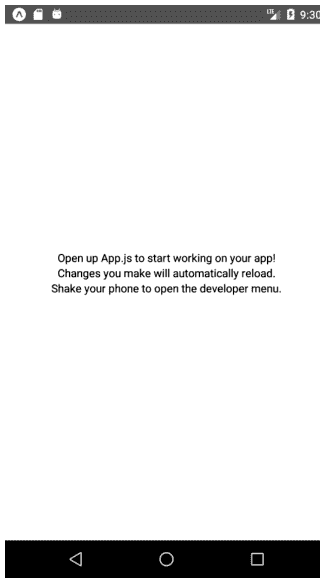 LTE 9:30
Open up App.js to start working on your app!
Changes you make will automatically reload.
Shake your phone to open the developer menu.